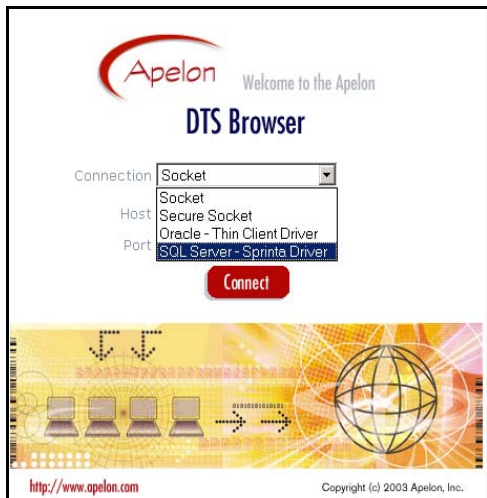 Apelon
Welcome to the Apelon
DTS Browser
Connection Socket
Socket
Host Secure Socket
Oracle - Thin Client Driver
Port SQL Server - Sprinta Driver
Connect
010101010101
http://www.apelon.com Copyright (c) 2003 Apelon, Inc.